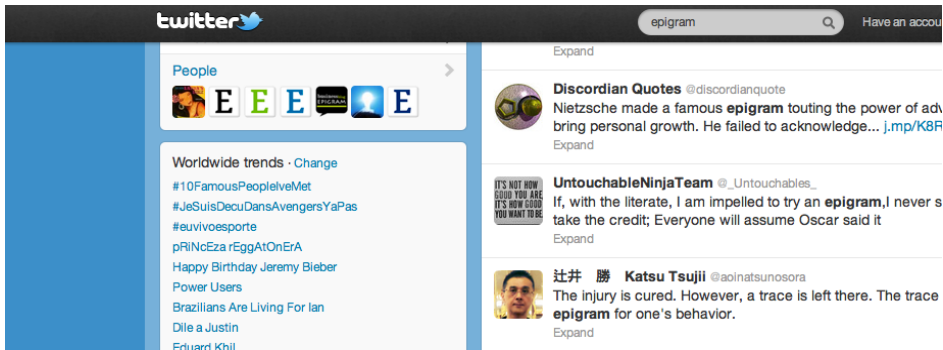 twitter
epigram
Have an accou
People
E E E EPIGRAM E
Worldwide trends · Change
#10FamousPeopleIveMet
#JeSuisDecuDansAvengersYaPas
#euvivoesporte
pRiNcEza rEggAtOnErA
Happy Birthday Jeremy Bieber
Power Users
Brazilians Are Living For Ian
Dile a Justin
Eduard Khil
Expand
Discordian Quotes @discordianquote
Nietzsche made a famous epigram touting the power of adv
bring personal growth. He failed to acknowledge... j.mp/K8R
Expand
IT'S NOT HOW
GOOD YOU ARE
IT'S HOW GOOD
YOU WANT TO BE
UntouchableNinjaTeam @_Untouchables_
If, with the literate, I am impelled to try an epigram,I never s
take the credit; Everyone will assume Oscar said it
Expand
辻井　勝　Katsu Tsujii @aoinatsunosora
The injury is cured. However, a trace is left there. The trace
epigram for one's behavior.
Expand